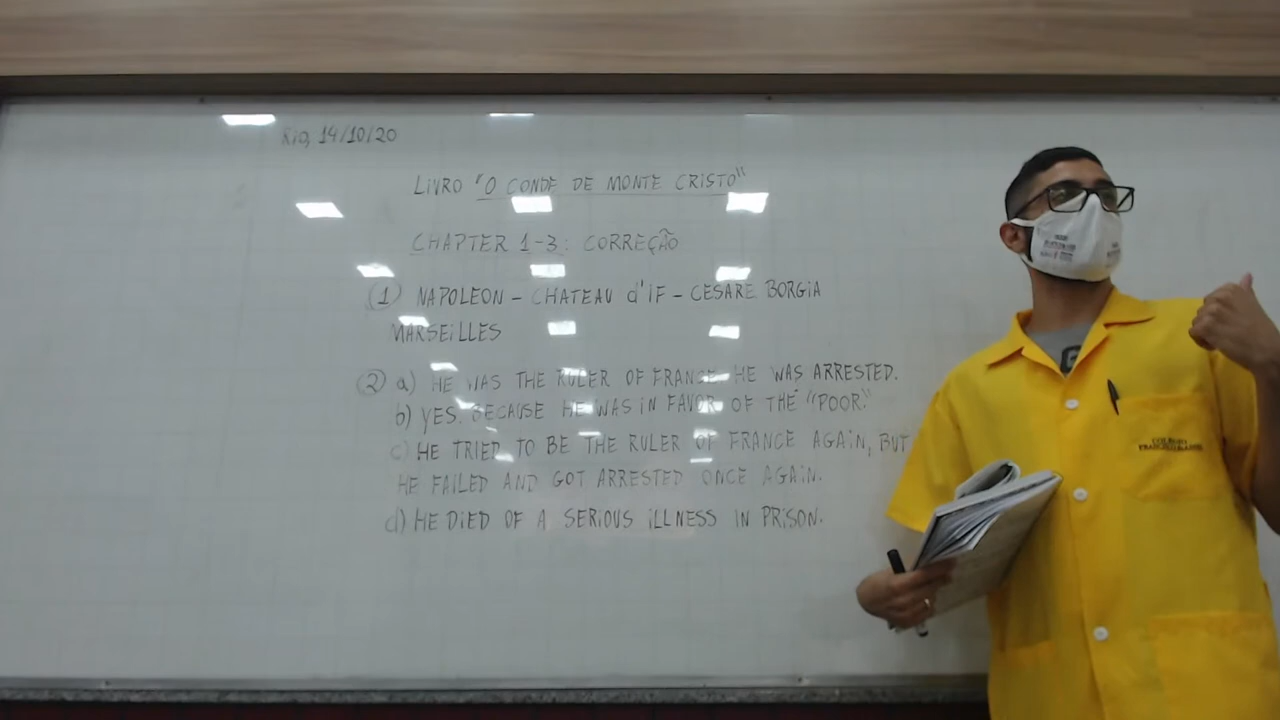 Rio, 14/10/20
LIVRO "O CONDE DE MONTE CRISTO"
CHAPTER 1-3: CORREÇÃO
(1) NAPOLEON - CHATEAU d'IF - CESARE BORGIA
MARSEILLES
(2) a) HE WAS THE RULER OF FRANCE. HE WAS ARRESTED.
b) YES. BECAUSE HE WAS IN FAVOR OF THE "POOR."
c) HE TRIED TO BE THE RULER OF FRANCE AGAIN, BUT
HE FAILED AND GOT ARRESTED ONCE AGAIN.
d) HE DIED OF A SERIOUS ILLNESS IN PRISON.
COLÉGIO